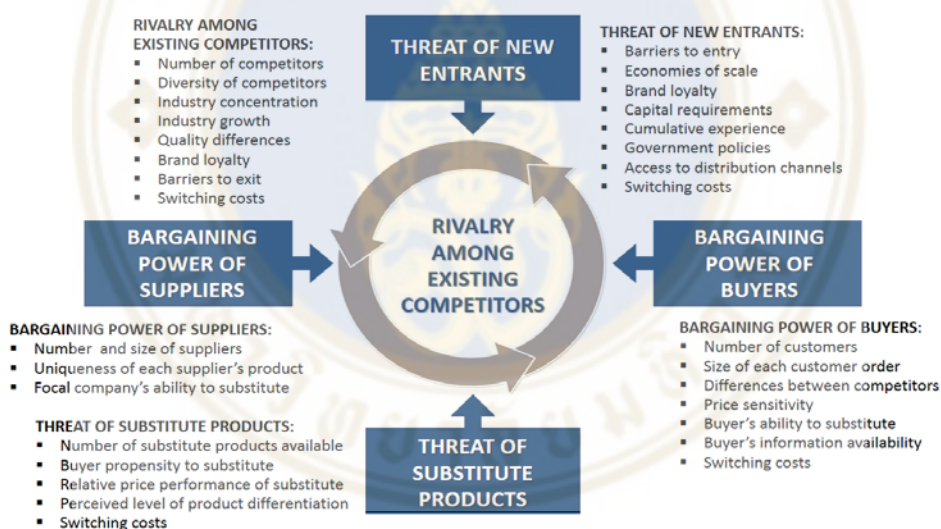 RIVALRY AMONG
EXISTING COMPETITORS:
▪ Number of competitors
▪ Diversity of competitors
▪ Industry concentration
▪ Industry growth
▪ Quality differences
▪ Brand loyalty
▪ Barriers to exit
▪ Switching costs
THREAT OF NEW
ENTRANTS
THREAT OF NEW ENTRANTS:
▪ Barriers to entry
▪ Economies of scale
▪ Brand loyalty
▪ Capital requirements
▪ Cumulative experience
▪ Government policies
▪ Access to distribution channels
▪ Switching costs
BARGAINING
POWER OF
SUPPLIERS
RIVALRY
AMONG
EXISTING
COMPETITORS
BARGAINING
POWER OF
BUYERS
BARGAINING POWER OF SUPPLIERS:
▪ Number and size of suppliers
▪ Uniqueness of each supplier's product
▪ Focal company's ability to substitute
BARGAINING POWER OF BUYERS:
▪ Number of customers
▪ Size of each customer order
▪ Differences between competitors
▪ Price sensitivity
▪ Buyer's ability to substitute
▪ Buyer's information availability
▪ Switching costs
THREAT OF SUBSTITUTE PRODUCTS:
▪ Number of substitute products available
▪ Buyer propensity to substitute
▪ Relative price performance of substitute
▪ Perceived level of product differentiation
▪ Switching costs
THREAT OF
SUBSTITUTE
PRODUCTS